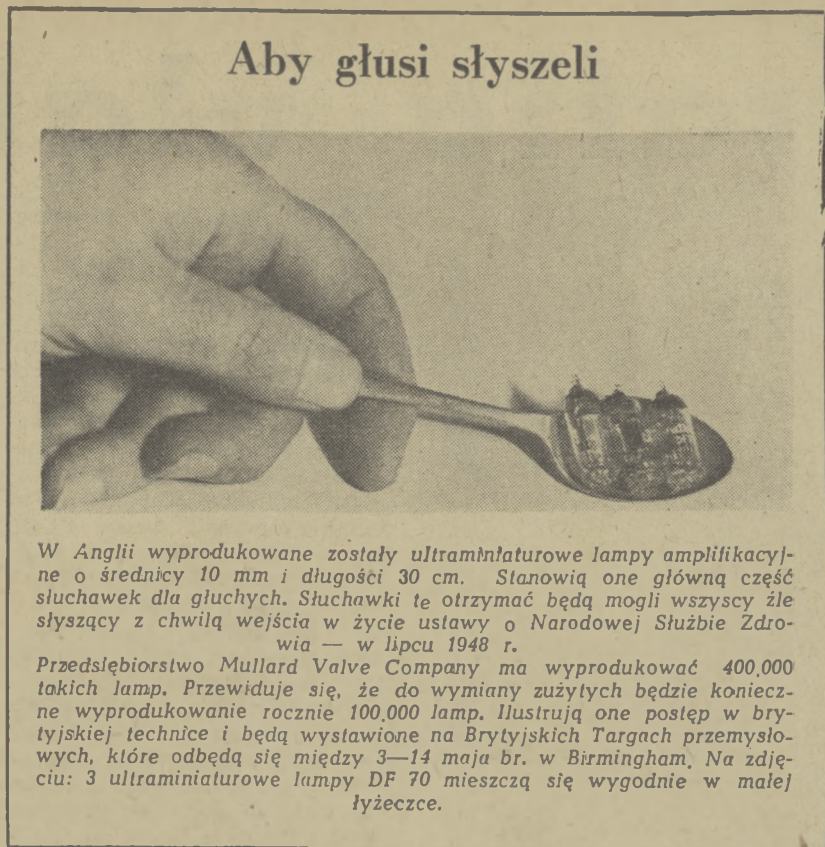 Aby głusi słyszeli
W Anglii wyprodukowane zostały ultraminiaturowe lampy amplifikacyj-
ne o średnicy 10 mm i długości 30 cm. Stanowią one główną część
słuchawek dla głuchych. Słuchawki te otrzymać będą mogli wszyscy źle
słyszący z chwilą wejścia w życie ustawy o Narodowej Służbie Zdro-
wia — w lipcu 1948 r.
Przedsiębiorstwo Mullard Valve Company ma wyprodukować 400.000
takich lamp. Przewiduje się, że do wymiany zużytych będzie koniecz-
ne wyprodukowanie rocznie 100.000 lamp. Ilustrują one postęp w bry-
tyjskiej technice i będą wystawione na Brytyjskich Targach przemysło-
wych, które odbędą się między 3—14 maja br. w Birmingham. Na zdję-
ciu: 3 ultraminiaturowe lampy DF 70 mieszczą się wygodnie w małej
łyżeczce.